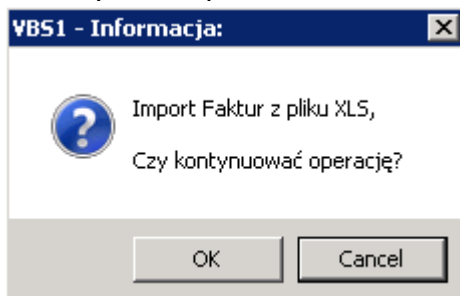 VBS1 - Informacja:
Import Faktur z pliku XLS,
Czy kontynuować operację?
OK
Cancel